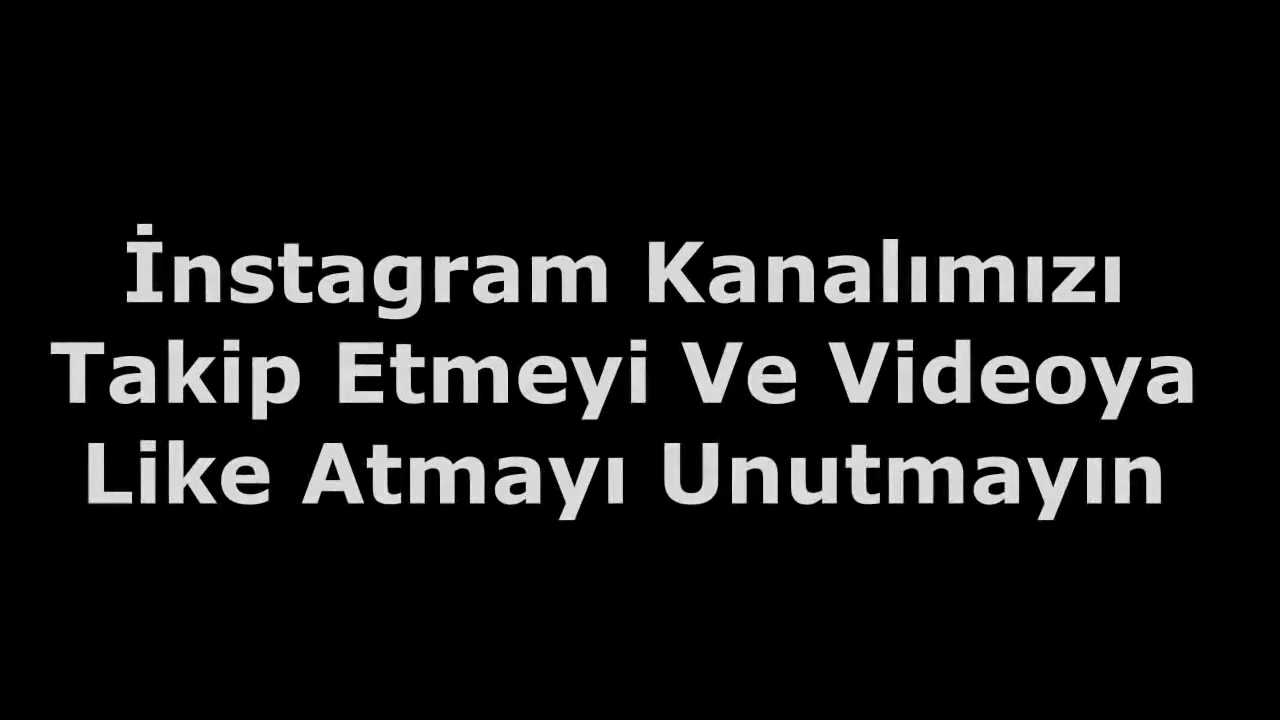 İnstagram Kanalımızı
Takip Etmeyi Ve Videoya
Like Atmayı Unutmayın